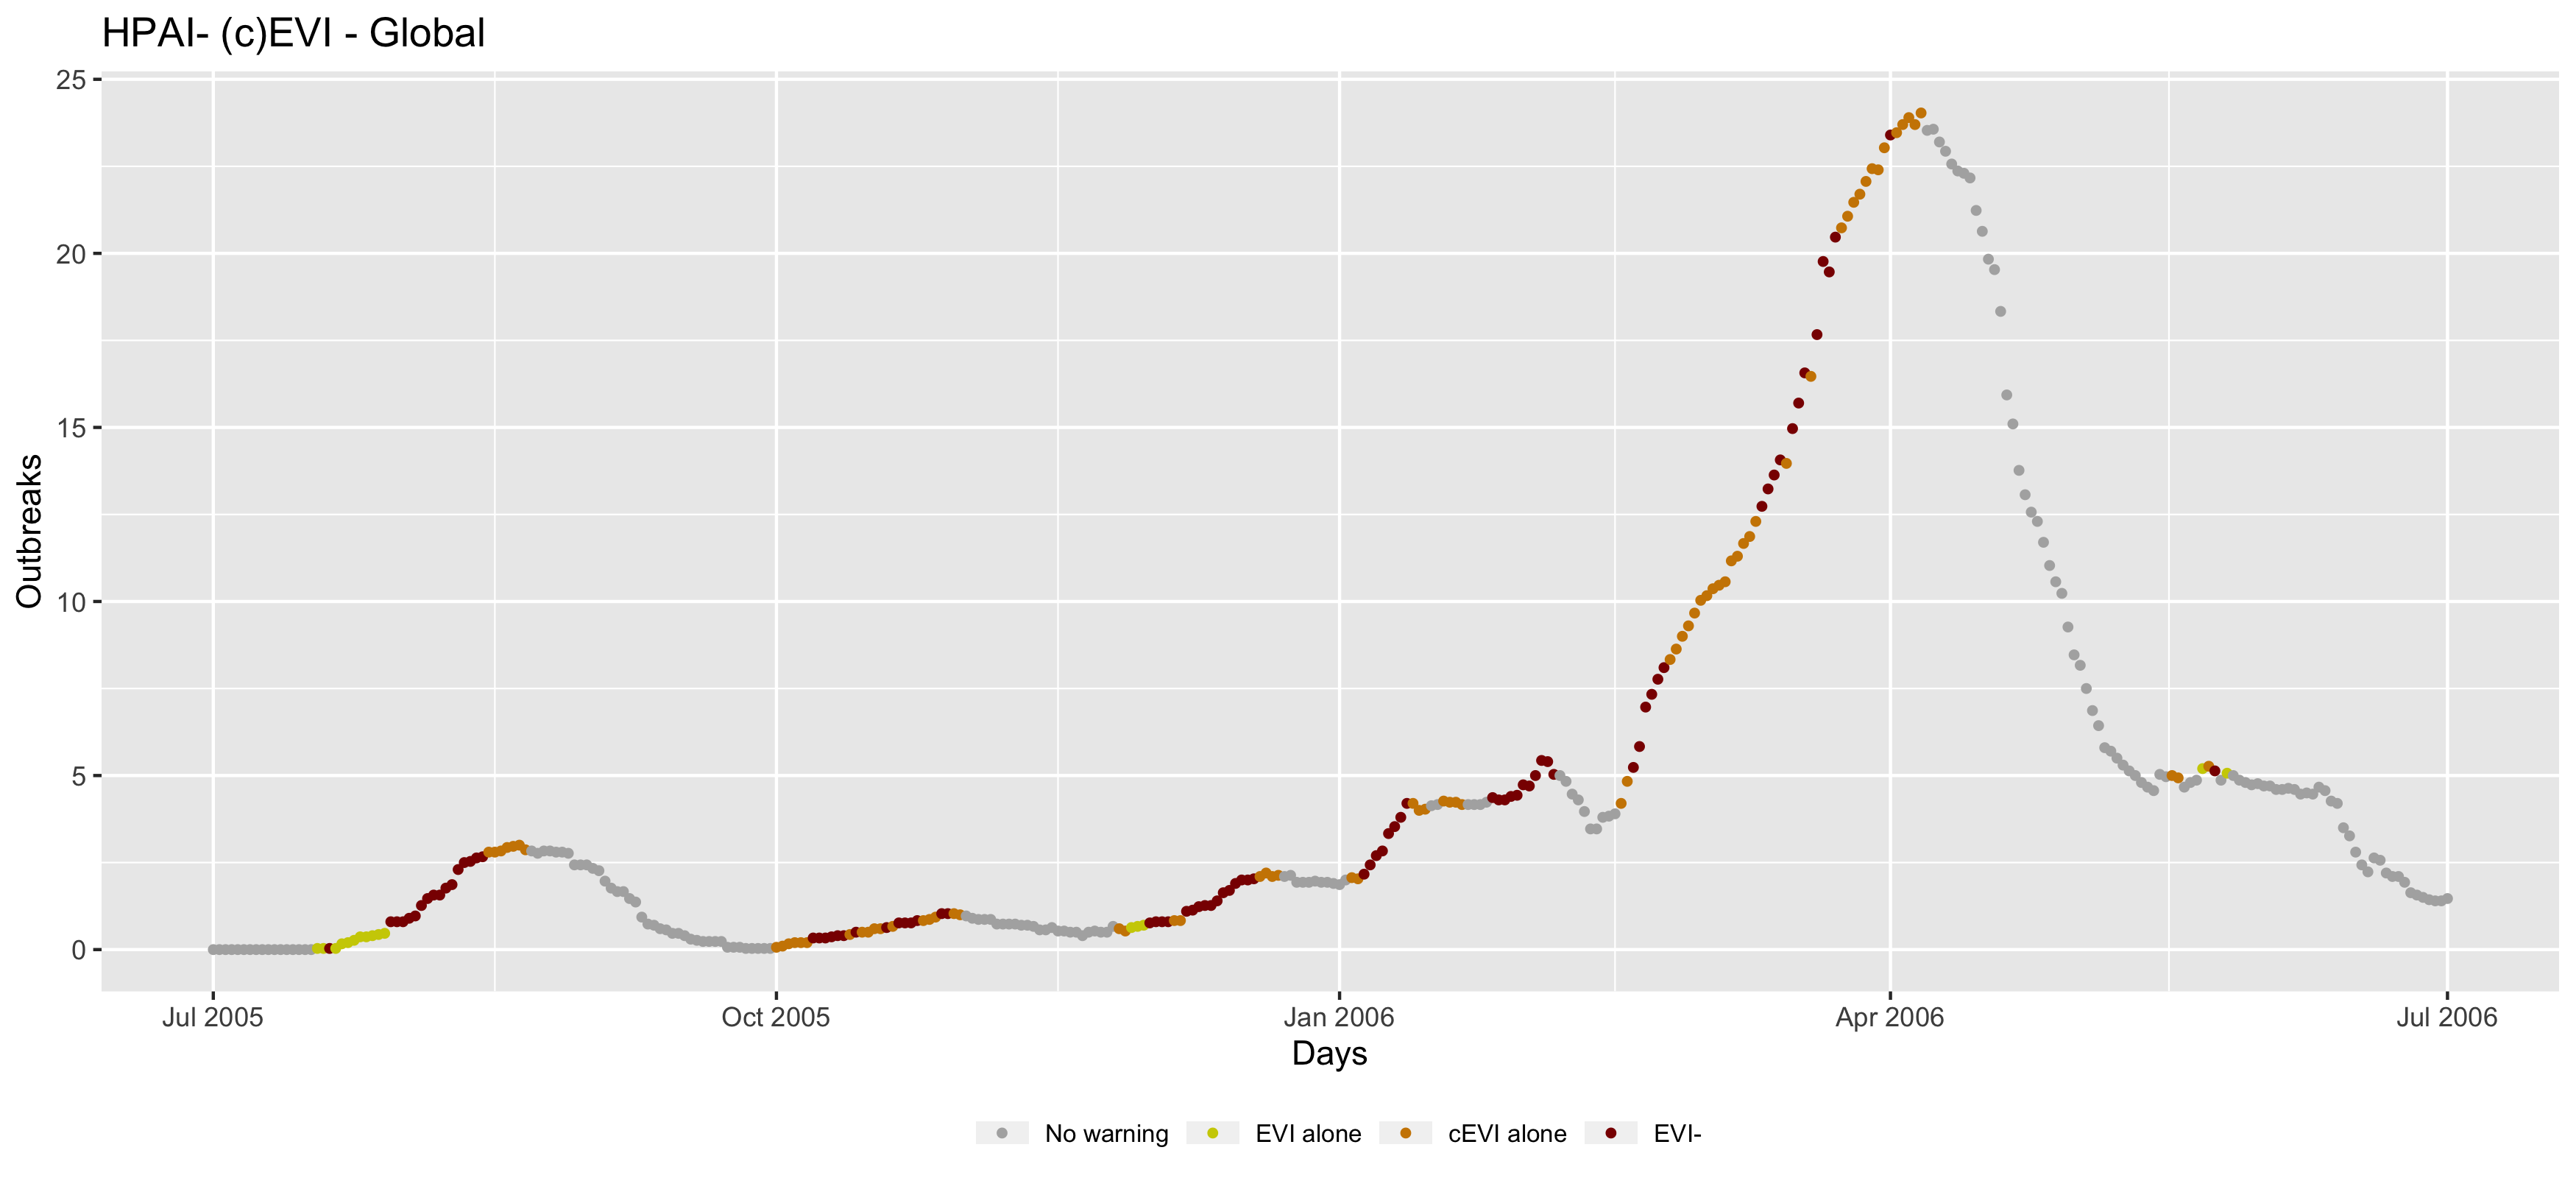 HPAI- (c)EVI - Global
25
20
15
10
5
0
Outbreaks
Jul 2005 Oct 2005 Jan 2006 Apr 2006 Jul 2006
Days
No warning EVI alone cEVI alone EVI-